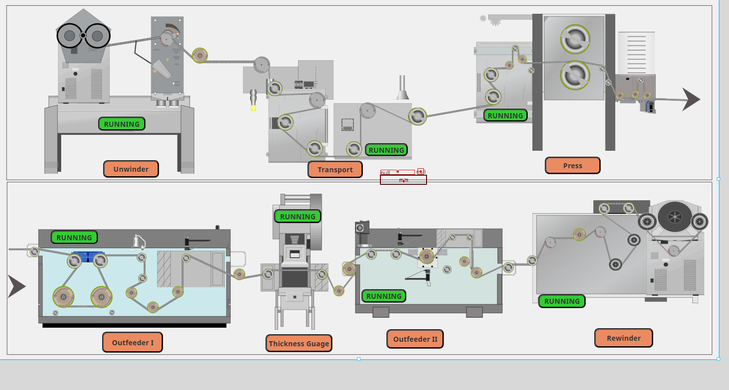 RUNNING
RUNNING
RUNNING
Unwinder
Transport
Press
RUNNING
RUNNING
RUNNING
RUNNING
Outfeeder I
Thickness Guage
Outfeeder II
Rewinder